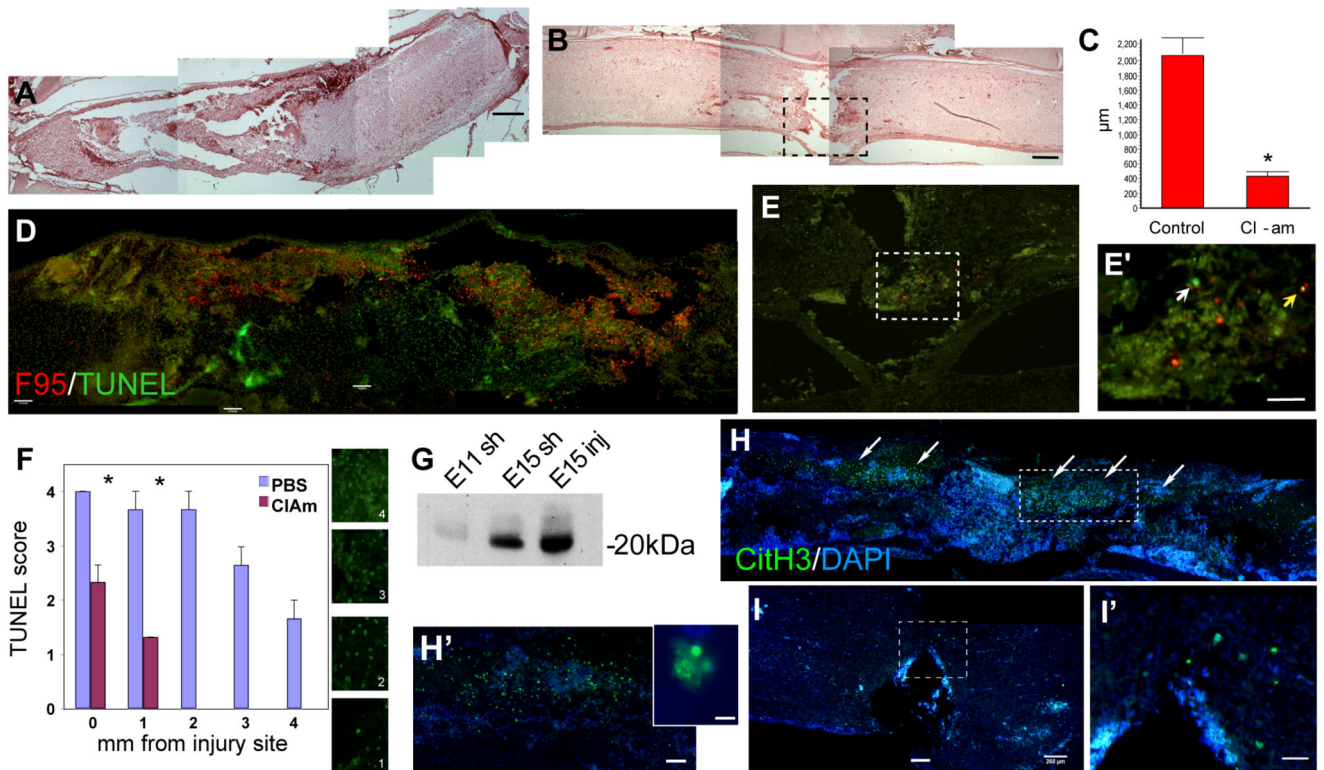 A
B
C
µm
2,200
2,000
1,800
1,600
1,400
1,200
1,000
800
600
400
200
0
*
Control
Cl -am
D
F95/TUNEL
E
E'
F
TUNEL score
4
3
2
1
0
* *
PBS
ClAm
0 1 2 3 4
mm from injury site
4
3
2
1
G
E11 sh
E15 sh
E15 inj
-20kDa
H
CitH3/DAPI
H’
I
260 µm
I’